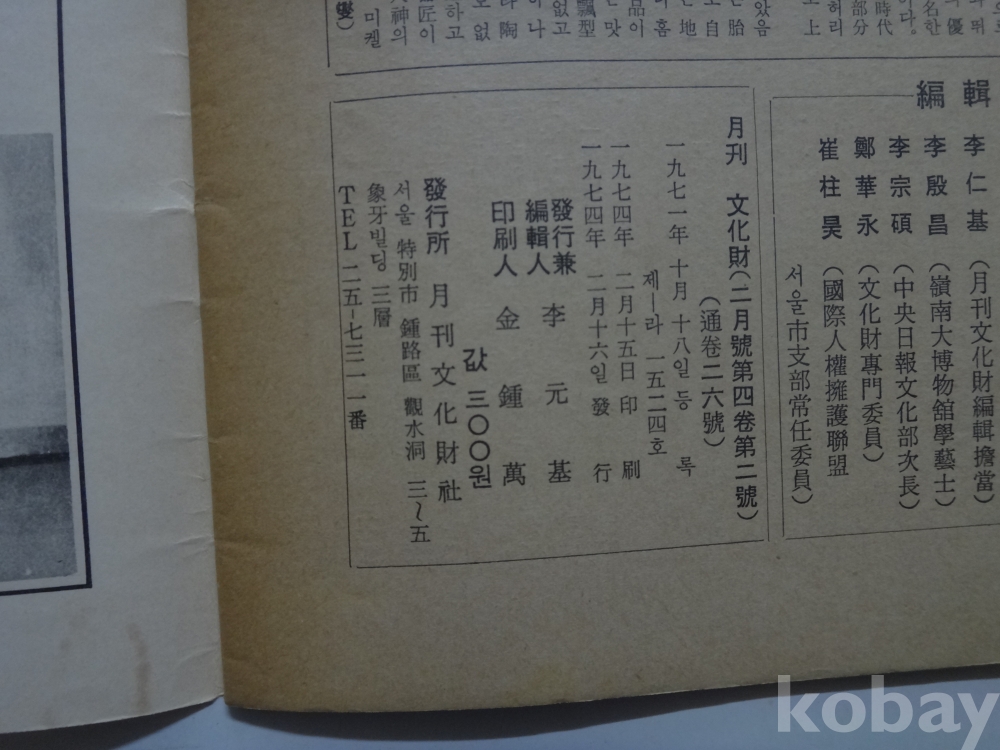 編輯
李仁基 (月刊文化財編輯擔當)
李殷昌 (嶺南大博物館學藝士)
李宗碩 (中央日報文化部次長)
鄭華永 (文化財專門委員)
崔柱昊 (國際人權擁護聯盟
서울市支部常任委員)
月刊 文化財 (二月號第四卷第二號)
(通卷二六號)
一九七一年 十月 十八일 등 록
제-라 一五二四호
一九七四年 二月十五日 印 刷
一九七四年 二月十六일 發 行
發行兼
編輯人 李元基
印刷人 金鍾萬
값 三〇〇원
發行所 月刊文化財社
서울 特別市 鍾路區 觀水洞 三~五
象牙빌딩 三層
TEL 二五-七三一一番
kobay